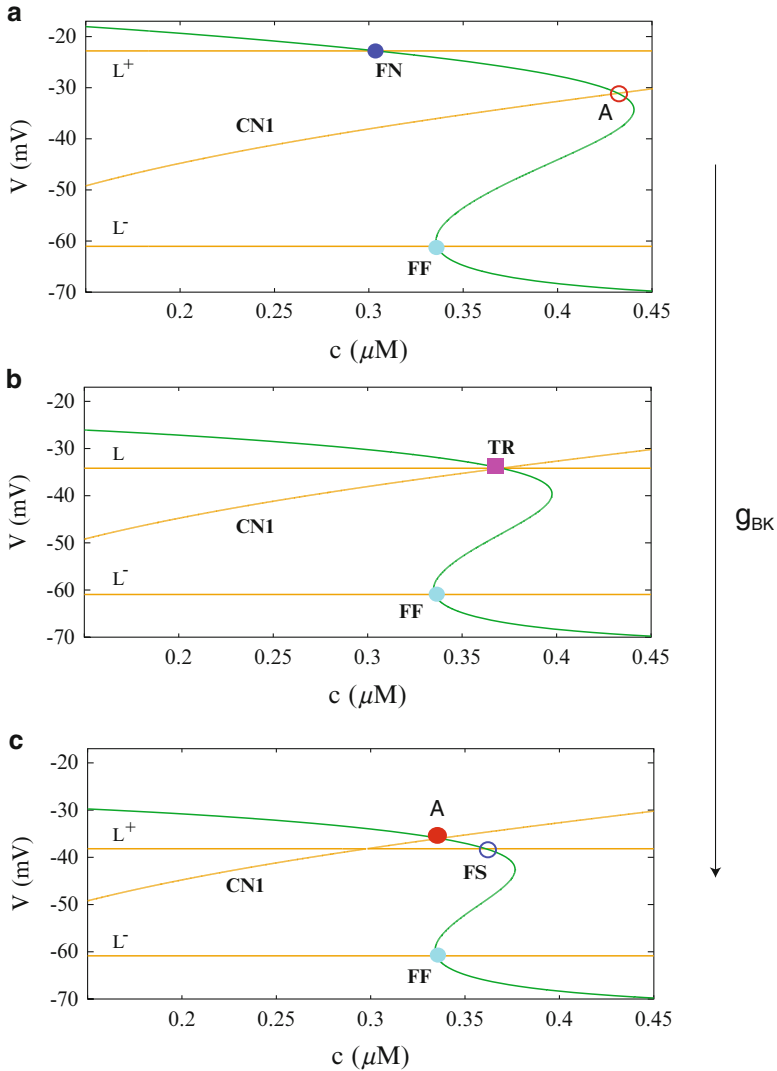 a
-20
-30
-40
-50
-60
-70
V (mV)
L+
FN
A
CN1
L-
FF
0.2
0.25
0.3
0.35
0.4
0.45
c (μM)
b
-20
-30
-40
-50
-60
-70
V (mV)
L
TR
CN1
L-
FF
0.2
0.25
0.3
0.35
0.4
0.45
c (μM)
gBK
c
-20
-30
-40
-50
-60
-70
V (mV)
L+
A
CN1
FS
L-
FF
0.2
0.25
0.3
0.35
0.4
0.45
c (μM)